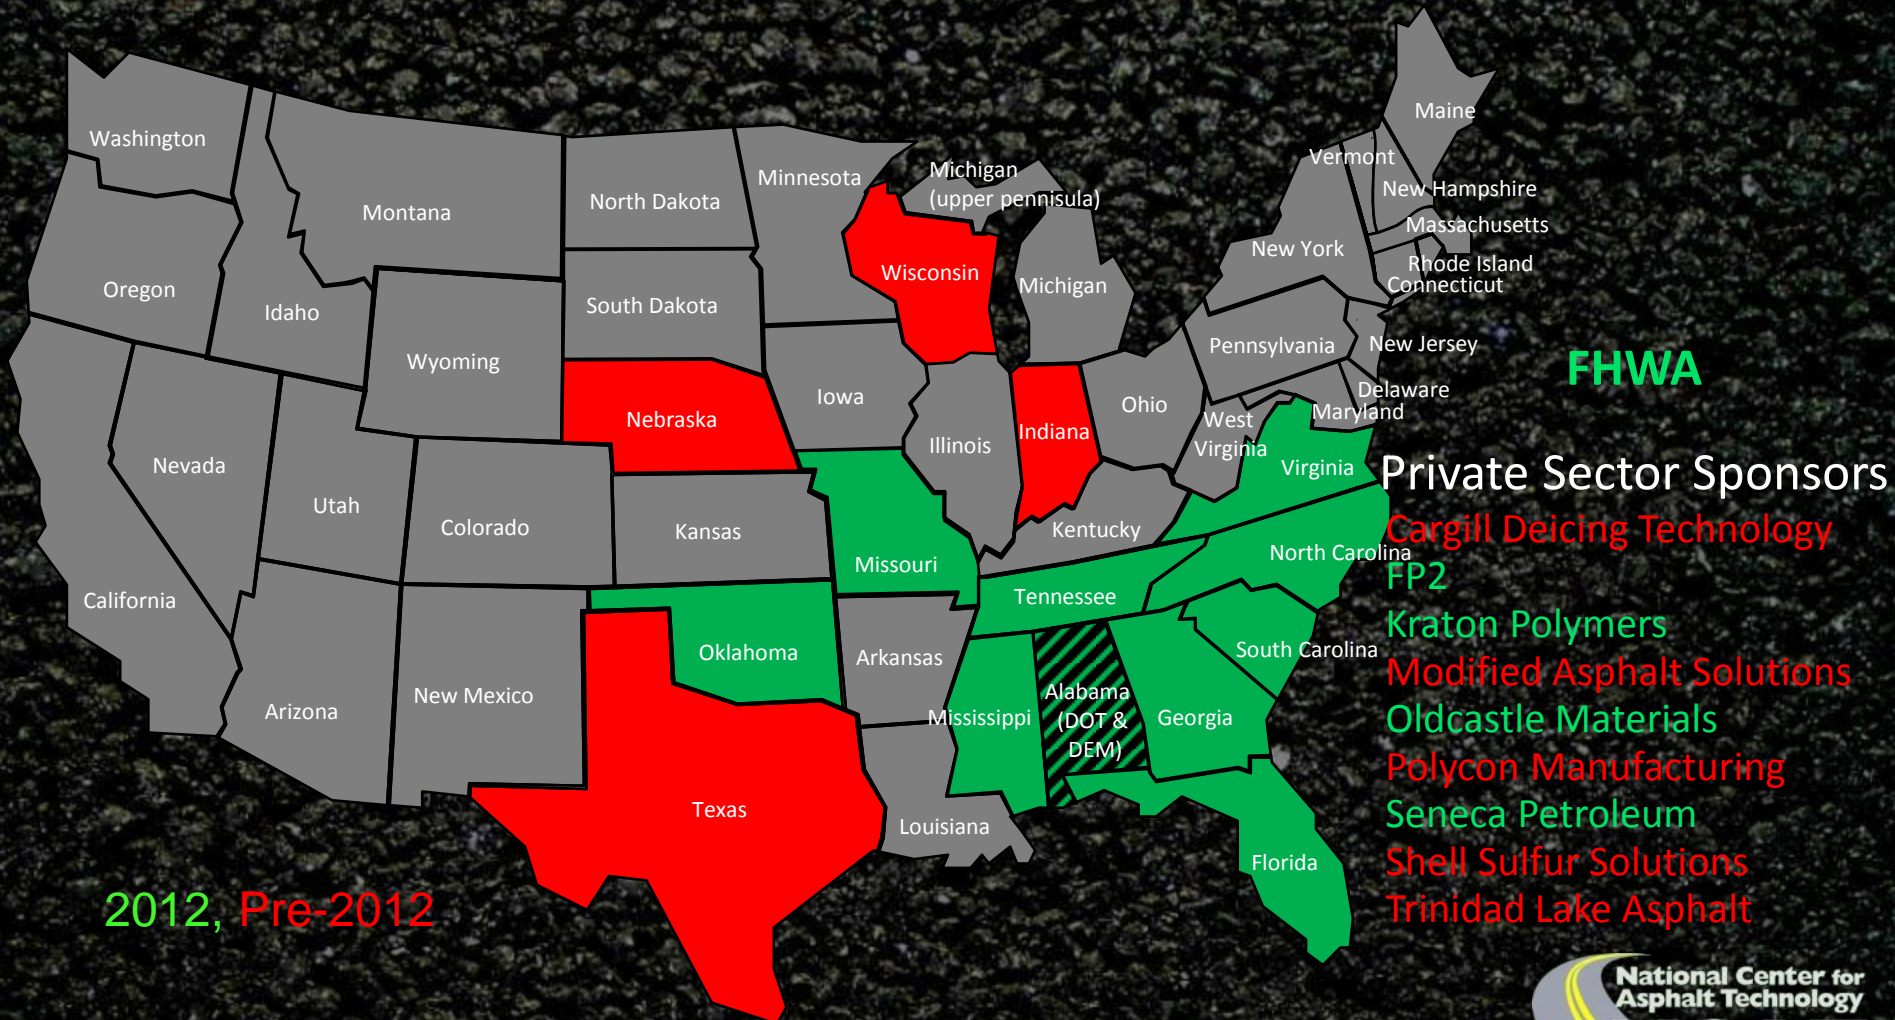 Maine
Washington
Vermont
Michigan
(upper pennisula)
Minnesota
New Hampshire
North Dakota
Montana
Massachusetts
New York
Rhode Island
Wisconsin
Connecticut
Michigan
Oregon
South Dakota
Idaho
Pennsylvania
New Jersey
Wyoming
FHWA
Delaware
Iowa
Ohio
Maryland
Nebraska
West
Virginia
Indiana
Illinois
Nevada
Virginia
Private Sector Sponsors
Utah
Colorado
Kansas
Kentucky
Cargill Deicing Technology
North Carolina
Missouri
FP2
California
Tennessee
Kraton Polymers
Oklahoma
Arkansas
South Carolina
Modified Asphalt Solutions
New Mexico
Arizona
Alabama
(DOT &
DEM)
Mississippi
Georgia
Oldcastle Materials
Polycon Manufacturing
Texas
Louisiana
Seneca Petroleum
Florida
Shell Sulfur Solutions
2012, Pre-2012
Trinidad Lake Asphalt
National Center for
Asphalt Technology